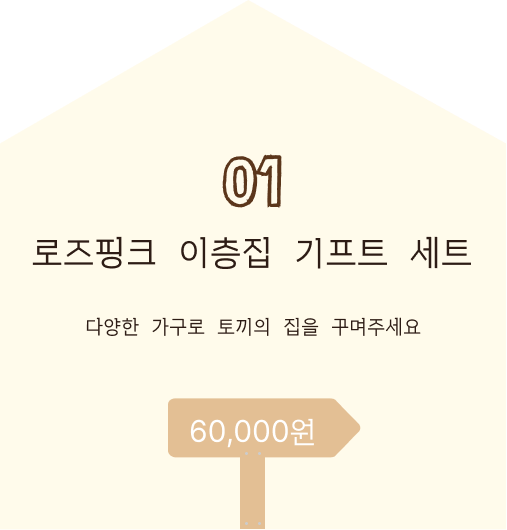 01
로즈핑크 이층집 기프트 세트
다양한 가구로 토끼의 집을 꾸며주세요
60,000원